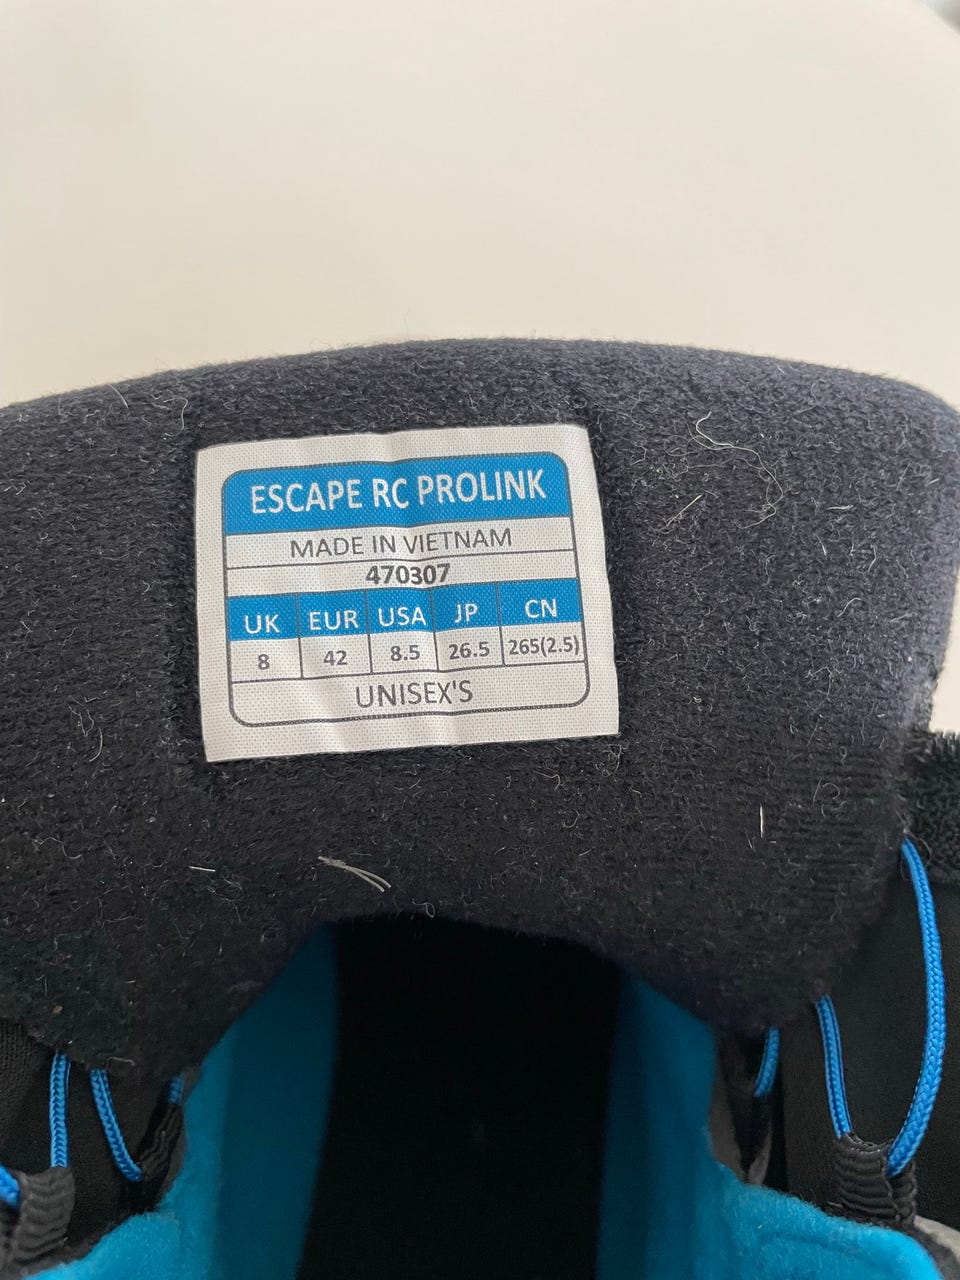 ESCAPE RC PROLINK
MADE IN VIETNAM
470307
UK EUR USA JP CN
8 42 8.5 26.5 265(2.5)
UNISEX'S